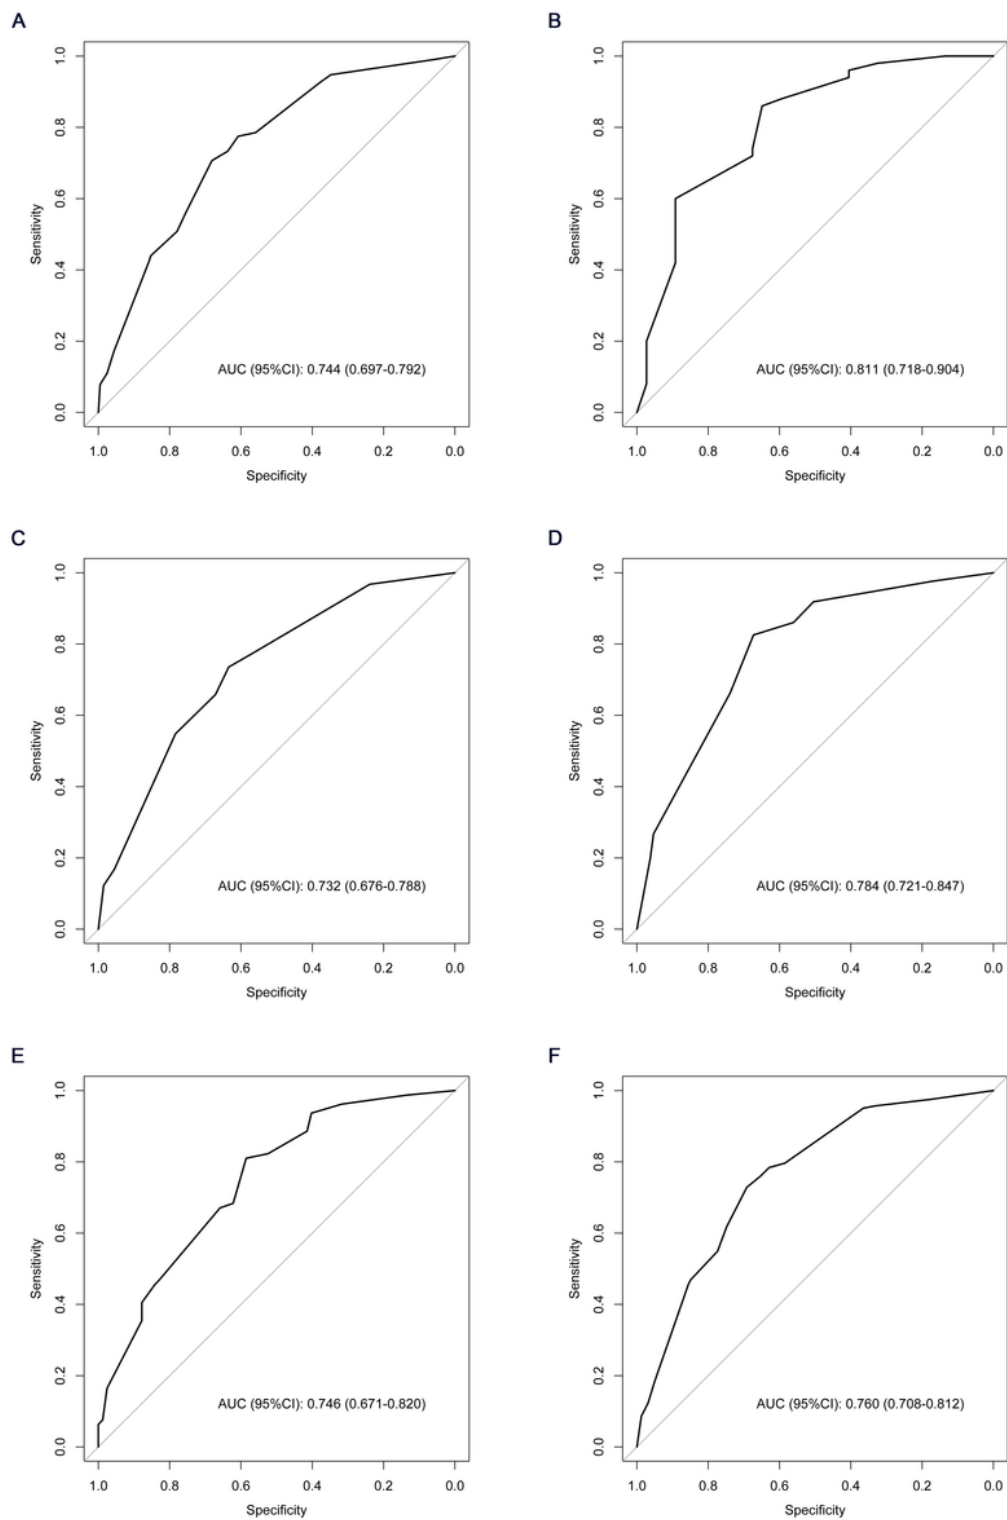 A
1.0
0.8
0.6
0.4
0.2
0.0
Sensitivity
AUC (95%CI): 0.744 (0.697-0.792)
1.0 0.8 0.6 0.4 0.2 0.0
Specificity
B
1.0
0.8
0.6
0.4
0.2
0.0
Sensitivity
AUC (95%CI): 0.811 (0.718-0.904)
1.0 0.8 0.6 0.4 0.2 0.0
Specificity
C
1.0
0.8
0.6
0.4
0.2
0.0
Sensitivity
AUC (95%CI): 0.732 (0.676-0.788)
1.0 0.8 0.6 0.4 0.2 0.0
Specificity
D
1.0
0.8
0.6
0.4
0.2
0.0
Sensitivity
AUC (95%CI): 0.784 (0.721-0.847)
1.0 0.8 0.6 0.4 0.2 0.0
Specificity
E
1.0
0.8
0.6
0.4
0.2
0.0
Sensitivity
AUC (95%CI): 0.746 (0.671-0.820)
1.0 0.8 0.6 0.4 0.2 0.0
Specificity
F
1.0
0.8
0.6
0.4
0.2
0.0
Sensitivity
AUC (95%CI): 0.760 (0.708-0.812)
1.0 0.8 0.6 0.4 0.2 0.0
Specificity